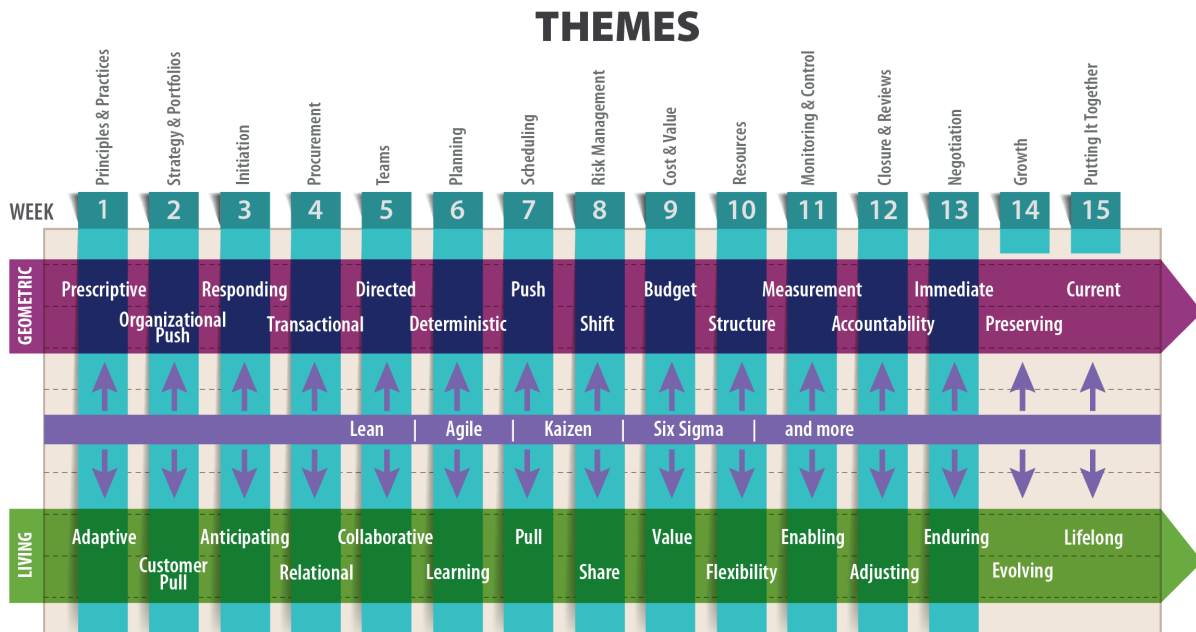 THEMES
Principles & Practices
Strategy & Portfolios
Initiation
Procurement
Teams
Planning
Scheduling
Risk Management
Cost & Value
Resources
Monitoring & Control
Closure & Reviews
Negotiation
Growth
Putting It Together
WEEK 1 2 3 4 5 6 7 8 9 10 11 12 13 14 15
GEOMETRIC
Prescriptive Responding Directed Push Budget Measurement Immediate Current
Organizational
Push
Transactional Deterministic Shift Structure Accountability Preserving
Lean | Agile | Kaizen | Six Sigma | and more
LIVING
Adaptive Anticipating Collaborative Pull Value Enabling Enduring Lifelong
Customer
Pull
Relational Learning Share Flexibility Adjusting Evolving